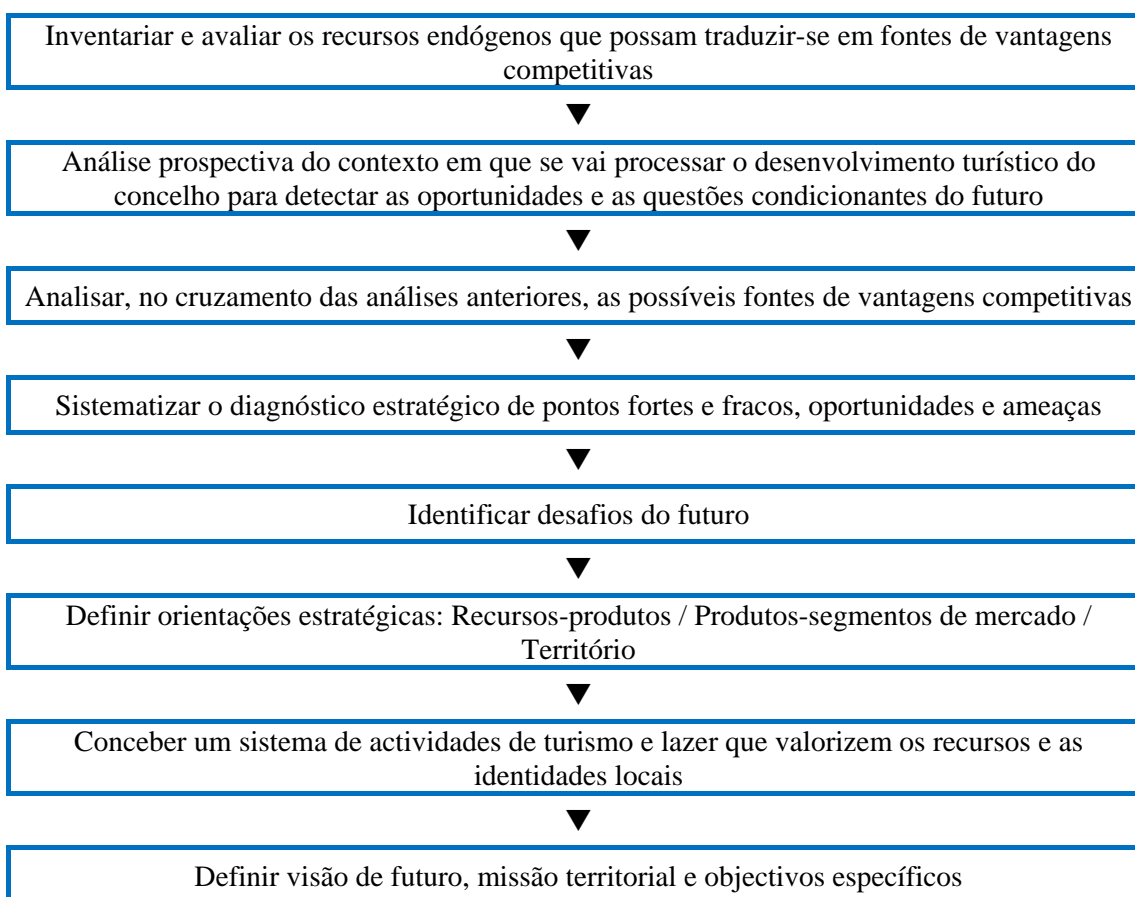 Inventariar e avaliar os recursos endógenos que possam traduzir-se em fontes de vantagens
competitivas
Análise prospectiva do contexto em que se vai processar o desenvolvimento turístico do
concelho para detectar as oportunidades e as questões condicionantes do futuro
Analisar, no cruzamento das análises anteriores, as possíveis fontes de vantagens competitivas
Sistematizar o diagnóstico estratégico de pontos fortes e fracos, oportunidades e ameaças
Identificar desafios do futuro
Definir orientações estratégicas: Recursos-produtos / Produtos-segmentos de mercado /
Território
Conceber um sistema de actividades de turismo e lazer que valorizem os recursos e as
identidades locais
Definir visão de futuro, missão territorial e objectivos específicos